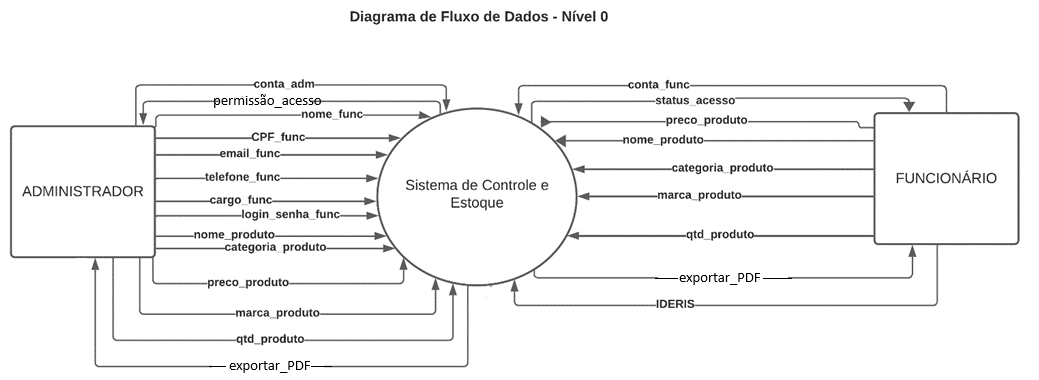 Diagrama de Fluxo de Dados - Nível 0
conta_adm
permissão_acesso
nome_func
CPF_func
email_func
telefone_func
cargo_func
login_senha_func
nome_produto
categoria_produto
preco_produto
marca_produto
qtd_produto
exportar_PDF
ADMINISTRADOR
Sistema de Controle e
Estoque
conta_func
status_acesso
preco_produto
nome_produto
categoria_produto
marca_produto
qtd_produto
exportar_PDF
IDERIS
FUNCIONÁRIO